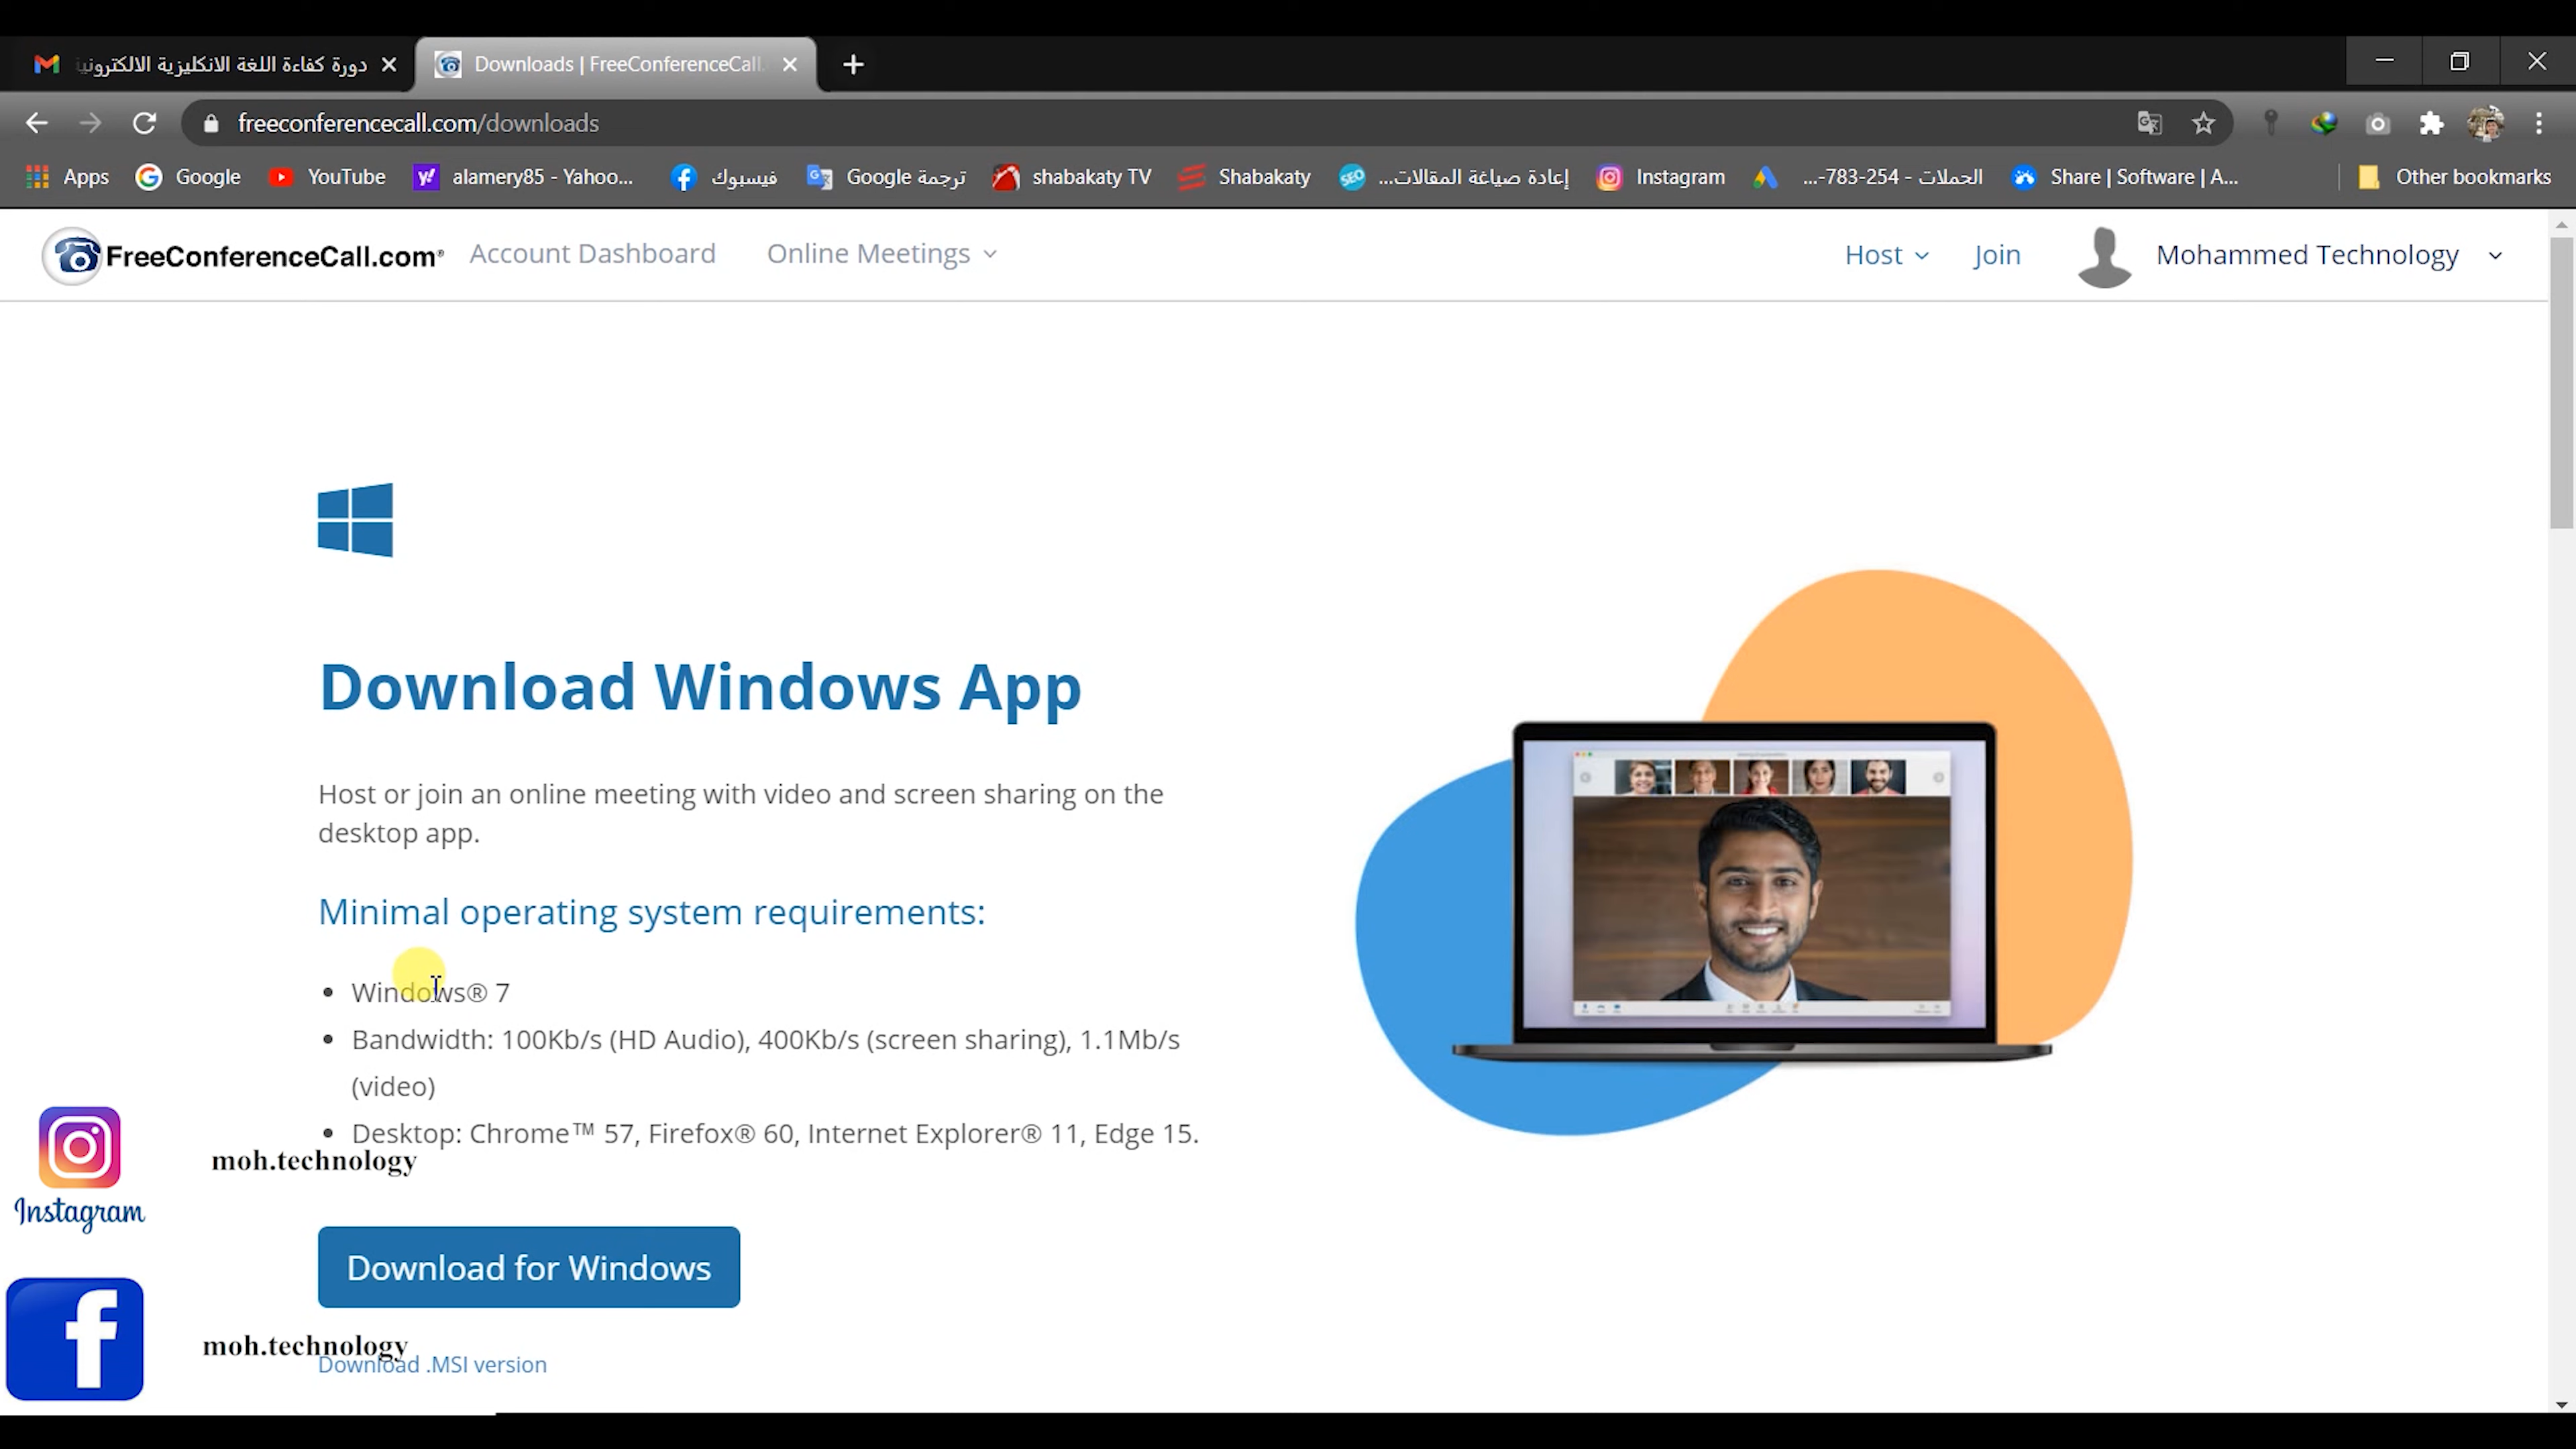 دورة كفاءة اللغة الانكليزية الالكترونية
Downloads | FreeConferenceCall.
freeconferencecall.com/downloads
Apps
Google
YouTube
alamery85 - Yahoo...
فيسبوك
ترجمة Google
shabakaty TV
Shabakaty
SEO
إعادة صياغة المقالات...
Instagram
الحملات - 254-783-...
Share | Software | A...
Other bookmarks
FreeConferenceCall.com®
Account Dashboard
Online Meetings
Host
Join
Mohammed Technology
Download Windows App
Host or join an online meeting with video and screen sharing on the
desktop app.
Minimal operating system requirements:
• Windows® 7
• Bandwidth: 100Kb/s (HD Audio), 400Kb/s (screen sharing), 1.1Mb/s
(video)
• Desktop: Chrome™ 57, Firefox® 60, Internet Explorer® 11, Edge 15.
moh.technology
Instagram
Download for Windows
moh.technology
Download .MSI version